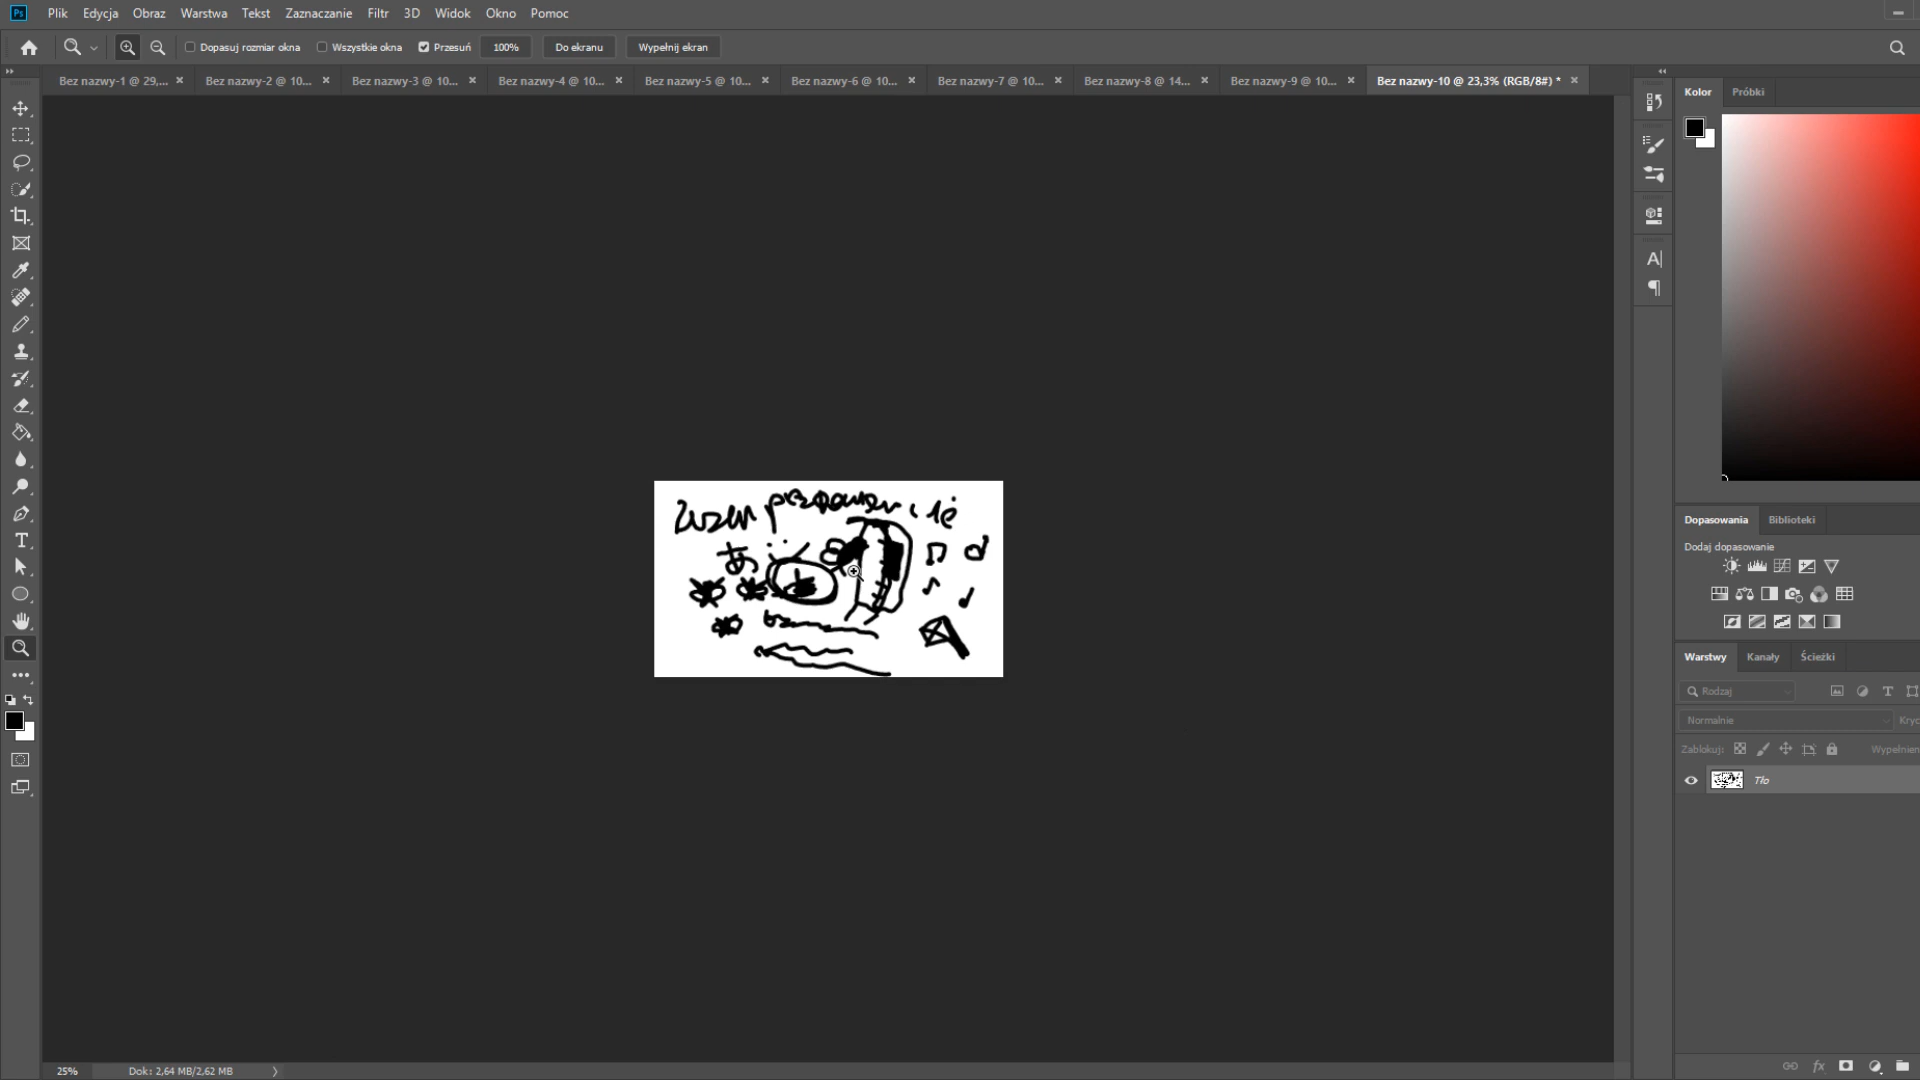 Plik Edycja Obraz Warstwa Tekst Zaznaczanie Filtr 3D Widok Okno Pomoc
Dopasuj rozmiar okna Wszystkie okna Przesuń 100% Do ekranu Wypełnij ekran
Bez nazwy-1 @ 29,... Bez nazwy-2 @ 10... Bez nazwy-3 @ 10... Bez nazwy-4 @ 10... Bez nazwy-5 @ 10... Bez nazwy-6 @ 10... Bez nazwy-7 @ 10... Bez nazwy-8 @ 14... Bez nazwy-9 @ 10... Bez nazwy-10 @ 23,3% (RGB/8#) *
Kolor Próbki
あ
Dopasowania Biblioteki
Dodaj dopasowanie
Warstwy Kanały Ścieżki
Rodzaj
Normalnie Kryc
Zablokuj: Wypełnien
Tło
25% Dok: 2,64 MB/2,62 MB